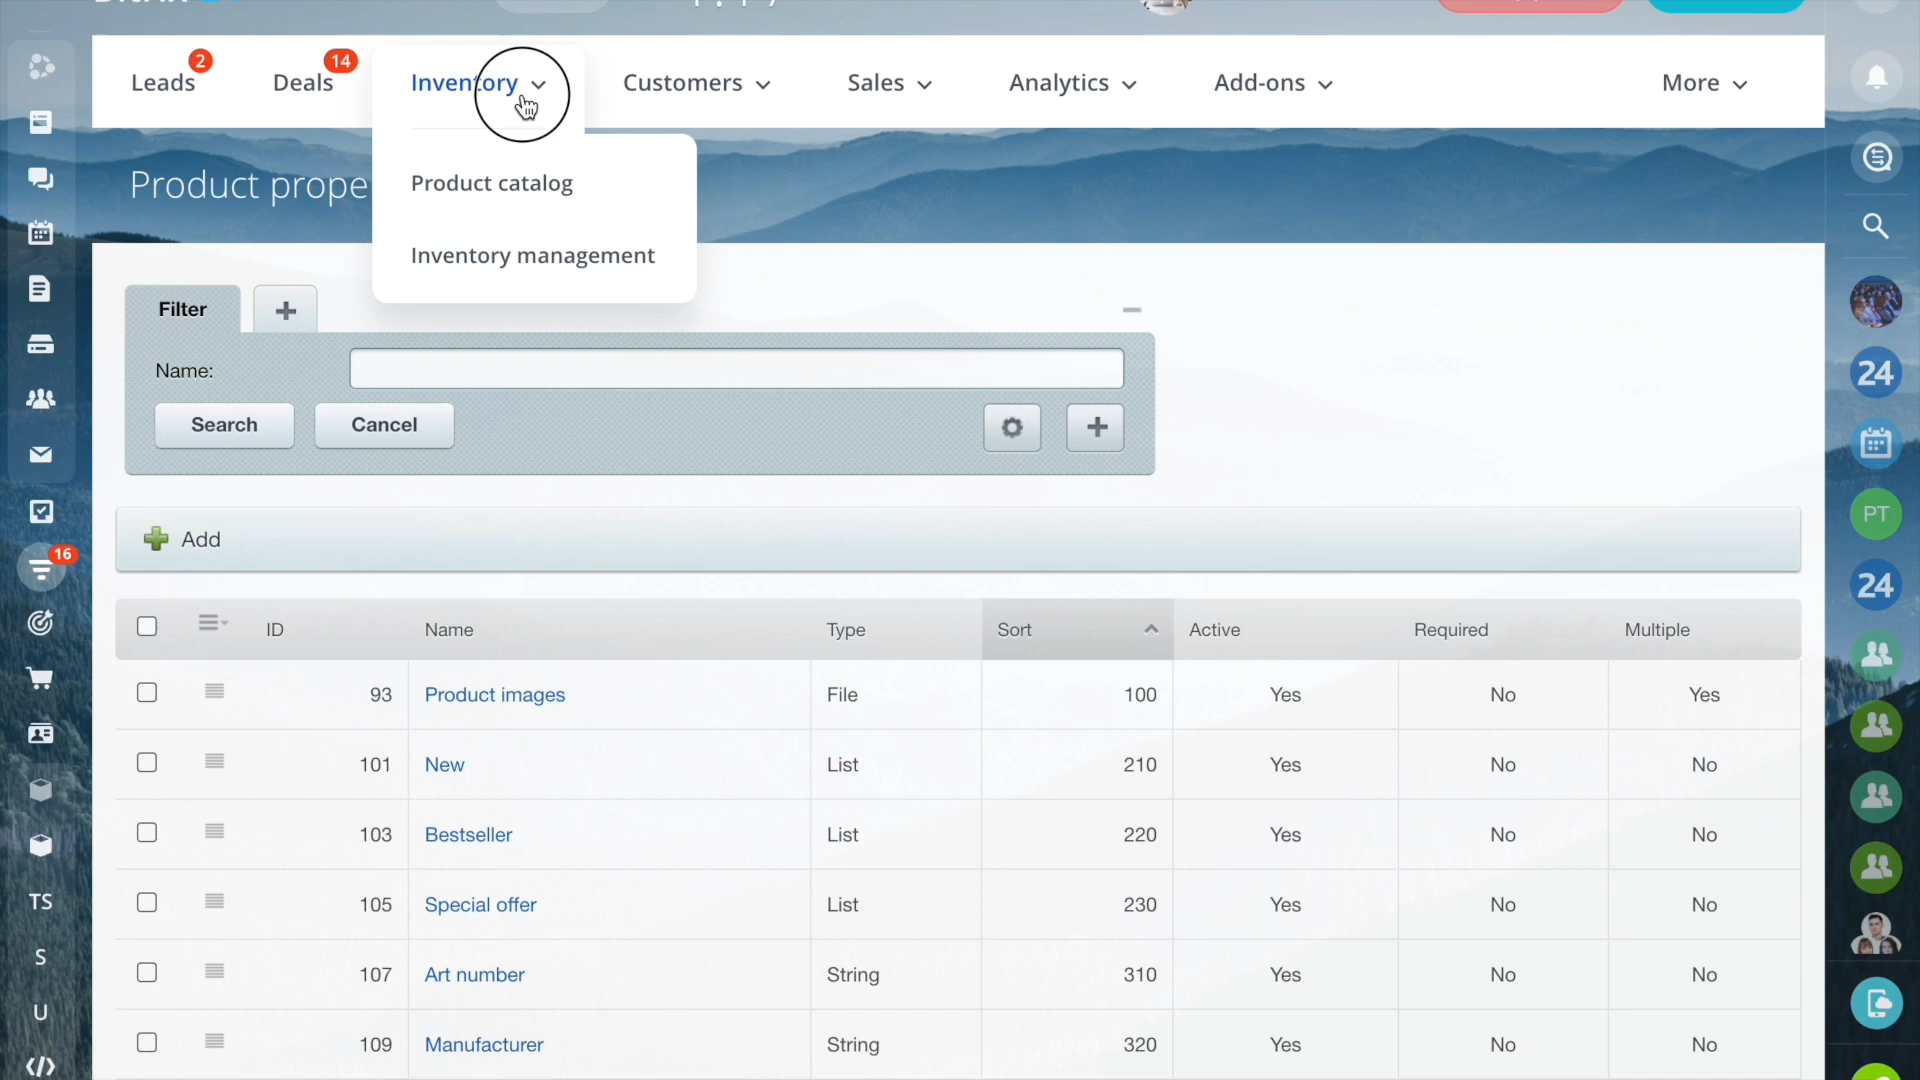 Leads 2 Deals 14 Inventory Customers Sales Analytics Add-ons More
Product prope
Product catalog
Inventory management
Filter
Name:
Search Cancel
Add
ID Name Type Sort Active Required Multiple
93 Product images File 100 Yes No Yes
101 New List 210 Yes No No
103 Bestseller List 220 Yes No No
105 Special offer List 230 Yes No No
107 Art number String 310 Yes No No
109 Manufacturer String 320 Yes No No
16
TS
S
U
</>
24
PT
24